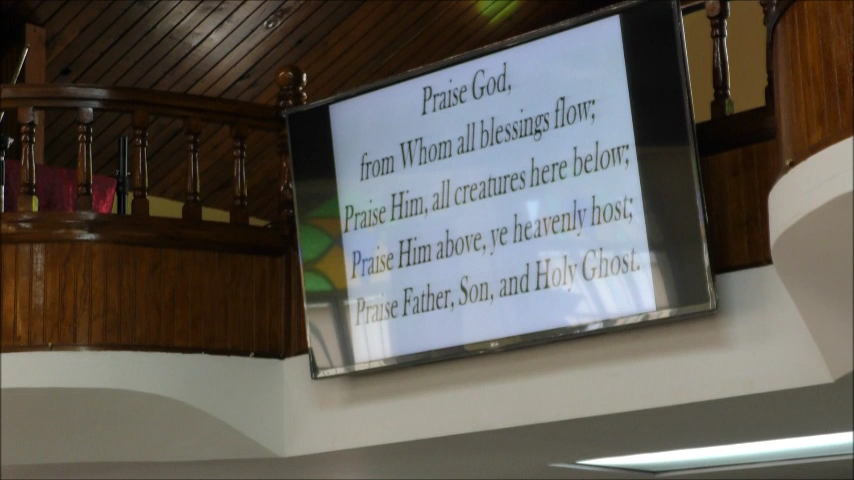 Praise God,
from Whom all blessings flow;
Praise Him, all creatures here below;
Praise Him above, ye heavenly host;
Praise Father, Son, and Holy Ghost.